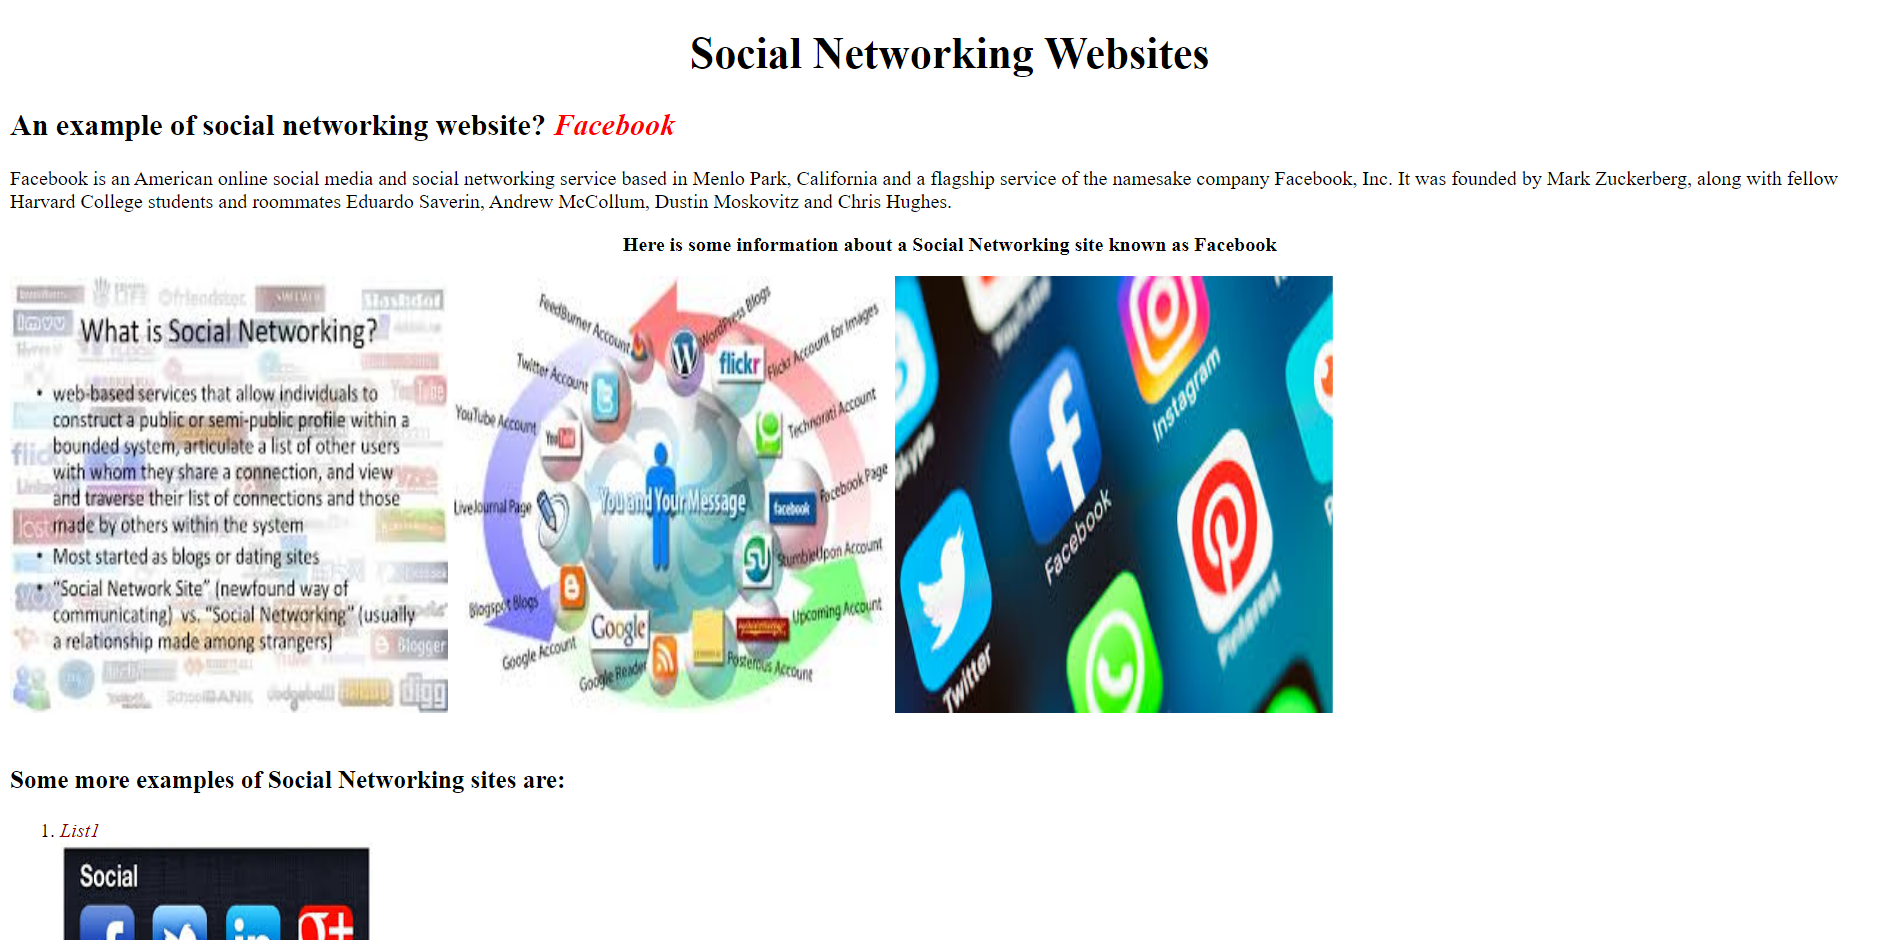 Social Networking Websites
An example of social networking website? Facebook
Facebook is an American online social media and social networking service based in Menlo Park, California and a flagship service of the namesake company Facebook, Inc. It was founded by Mark Zuckerberg, along with fellow
Harvard College students and roommates Eduardo Saverin, Andrew McCollum, Dustin Moskovitz and Chris Hughes.
Here is some information about a Social Networking site known as Facebook
friendster
Slashdot
What is Social Networking?
• web-based services that allow individuals to
construct a public or semi-public profile within a
bounded system, articulate a list of other users
with whom they share a connection, and view
and traverse their list of connections and those
made by others within the system
• Most started as blogs or dating sites
• "Social Network Site" (newfound way of
communicating) vs. "Social Networking" (usually
a relationship made among strangers)
YouTube
Blogger
dodgeball
digg
FeedBurner Account
WordPress Blogs
flickr
Flickr Account for Images
Twitter Account
Technorati Account
YouTube Account
You Tube
Facebook Page
facebook
LiveJournal Page
You and Your Message
StumbleUpon Account
Blogspot Blogs
Upcoming Account
Google
Google Account
Google Reader
Posterous Account
YouTube
Instagram
Skype
Facebook
Pinterest
Twitter
Some more examples of Social Networking sites are:
1. List1
Social